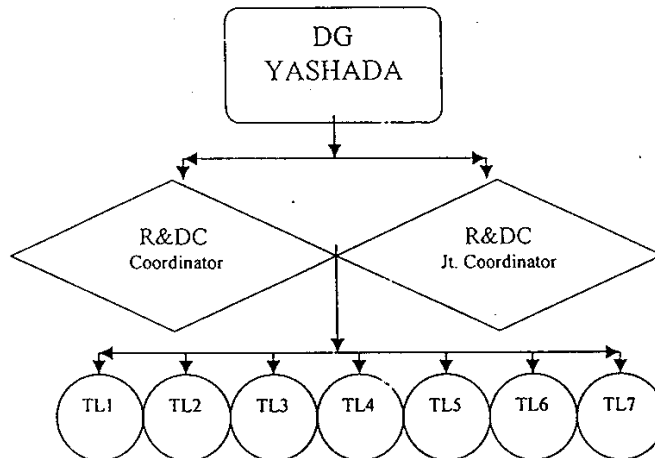 DG
YASHADA
R&DC
Coordinator
R&DC
Jt. Coordinator
TL1 TL2 TL3 TL4 TL5 TL6 TL7